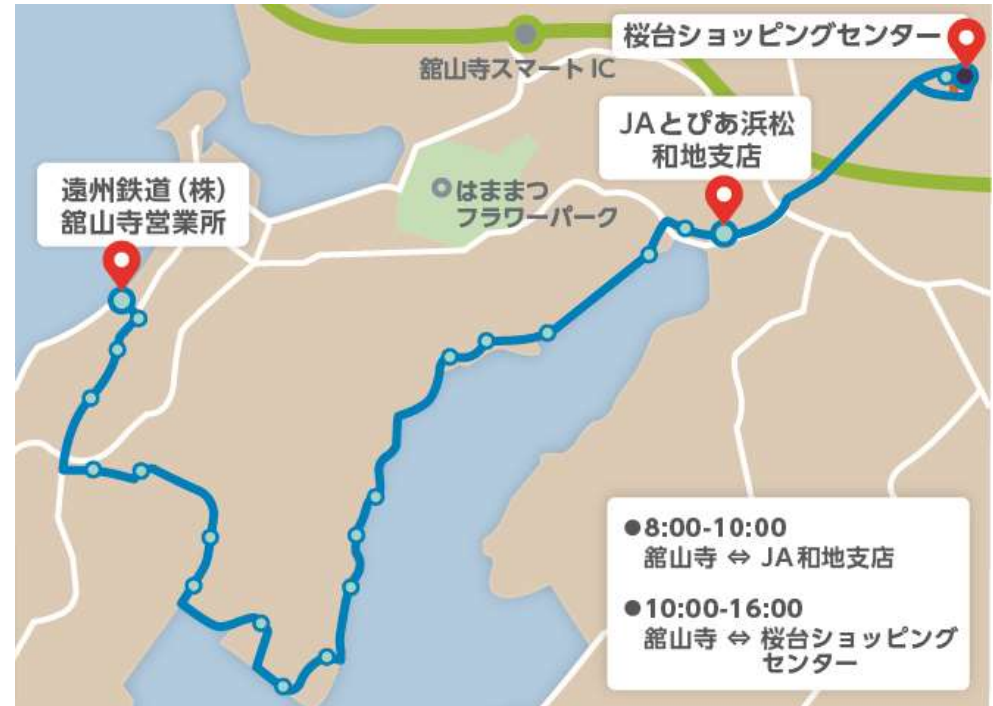 桜台ショッピングセンター
舘山寺スマートIC
JAとぴあ浜松
和地支店
遠州鉄道(株)
舘山寺営業所
はままつ
フラワーパーク
●8:00-10:00
舘山寺 ⇔ JA和地支店
●10:00-16:00
舘山寺 ⇔ 桜台ショッピング
センター